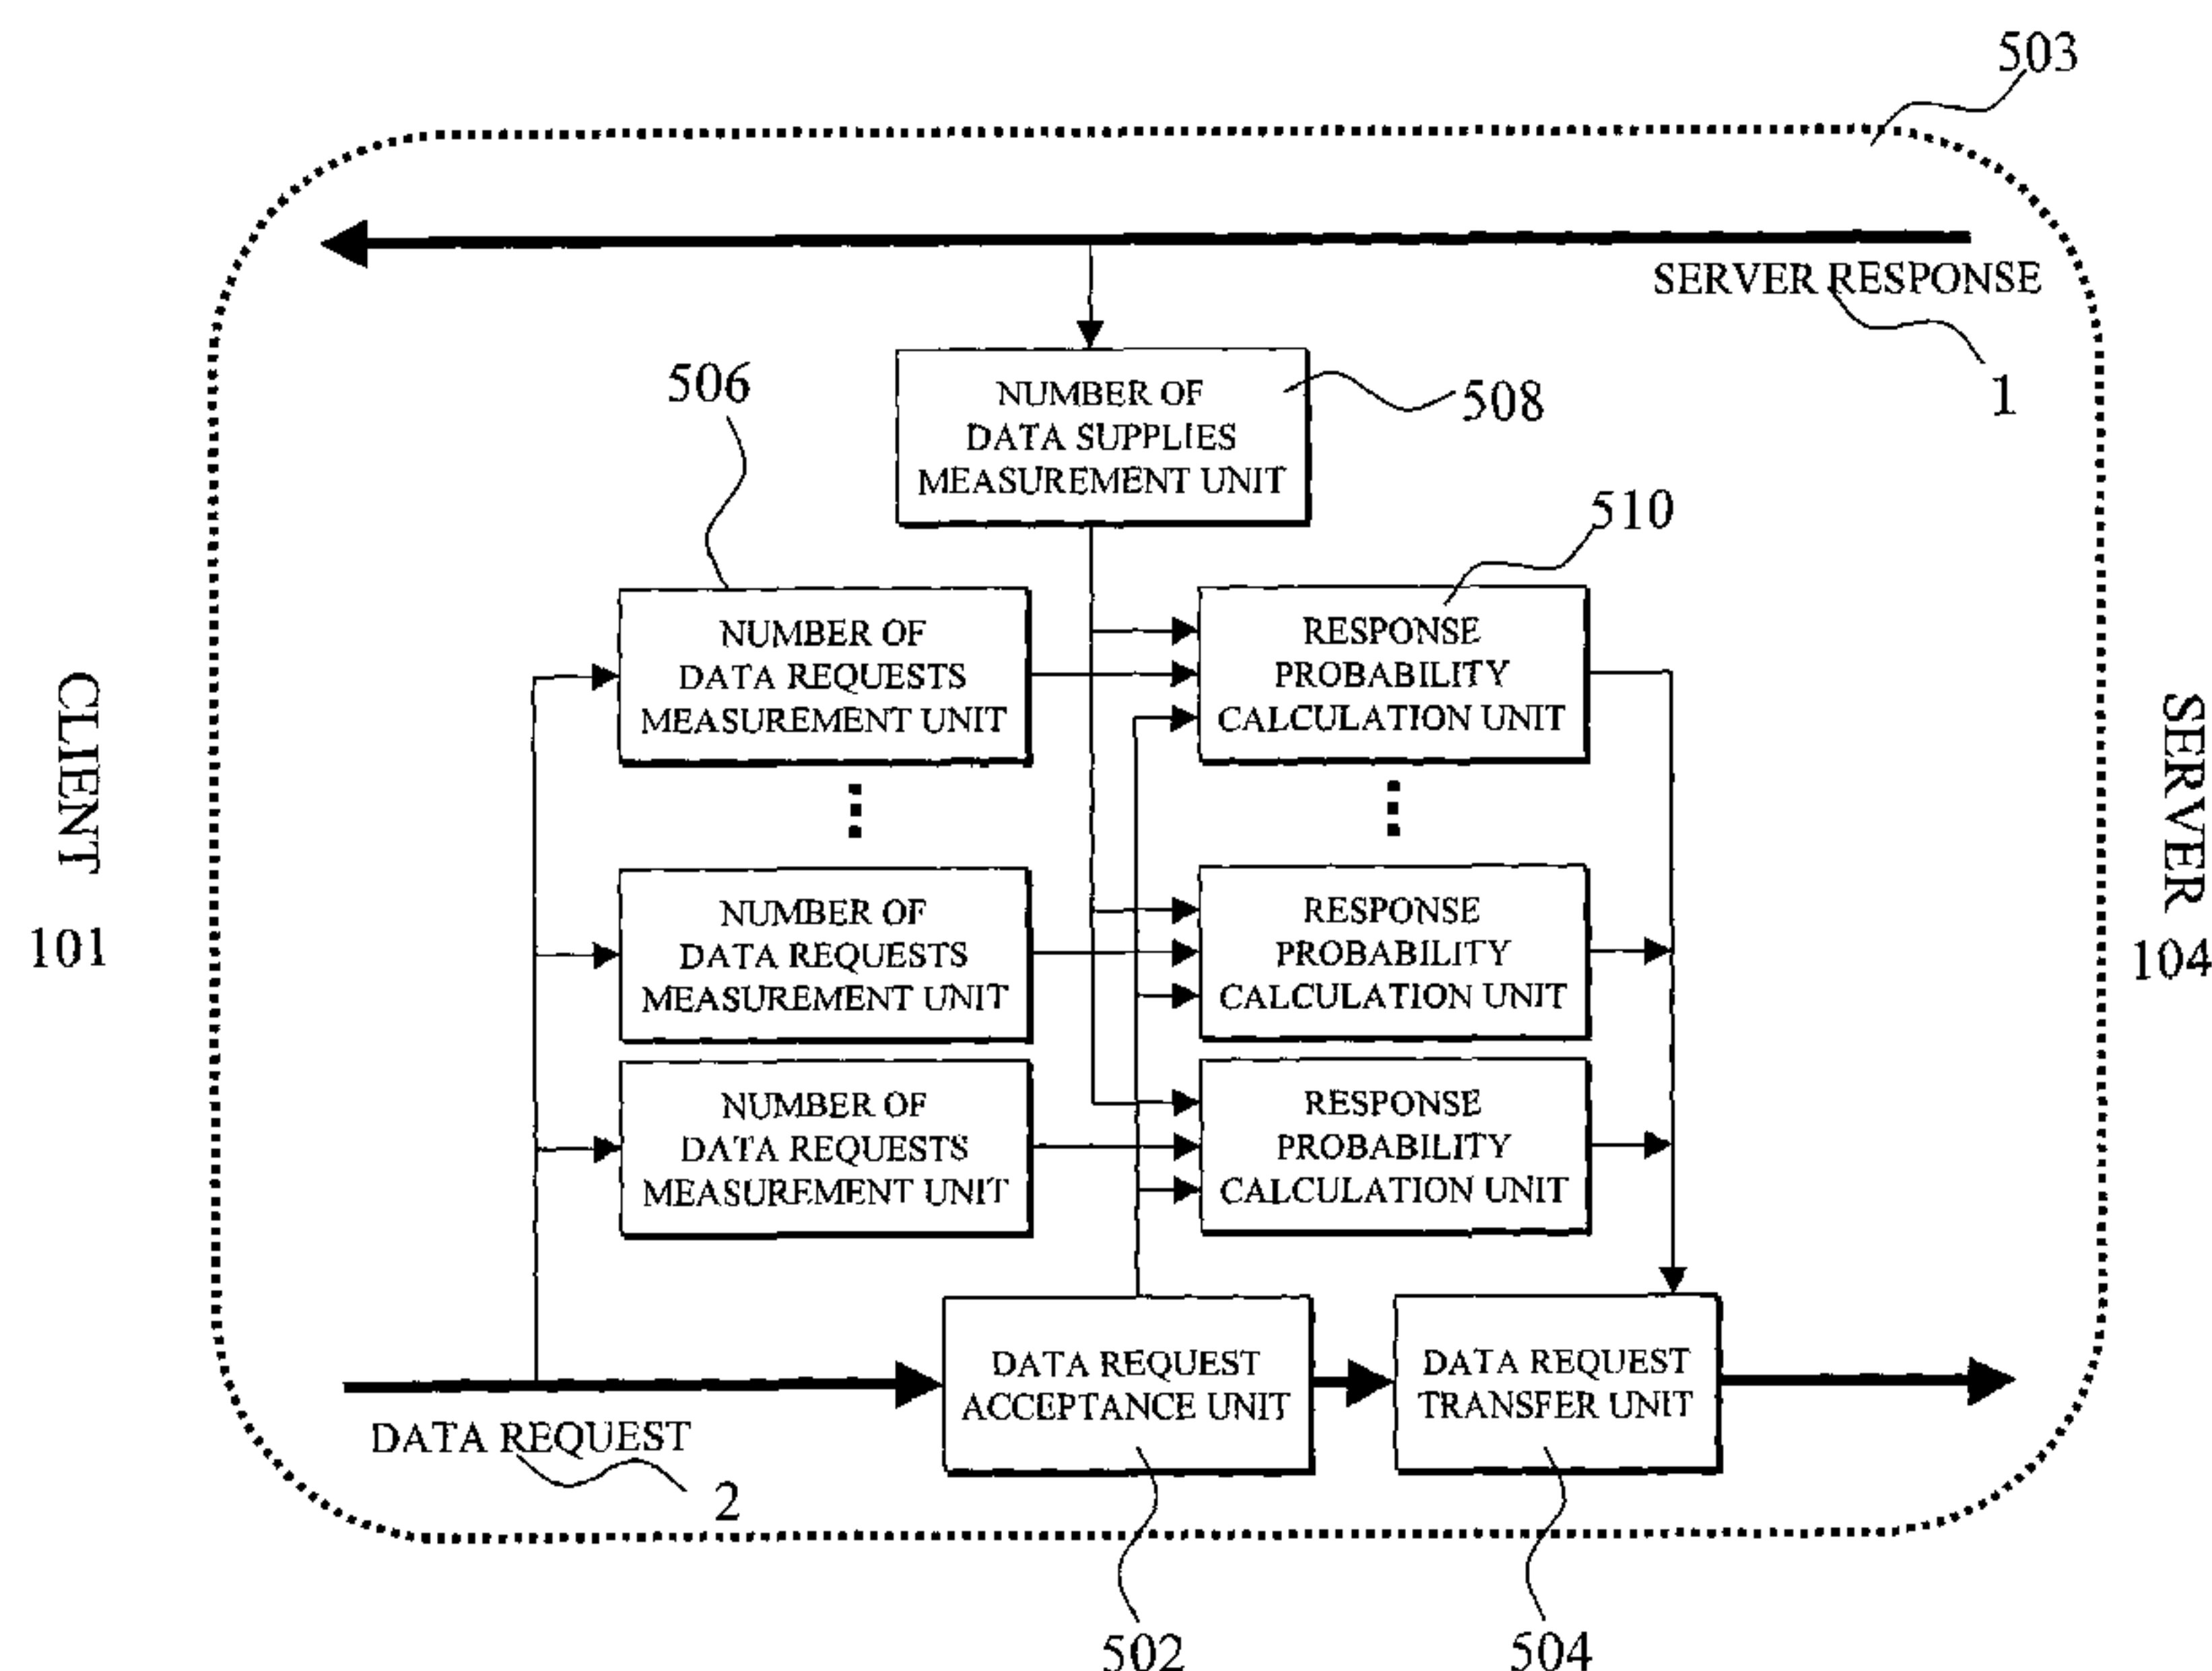 503
SERVER RESPONSE
1
NUMBER OF
DATA SUPPLIES
MEASUREMENT UNIT
508
506
510
NUMBER OF
DATA REQUESTS
MEASUREMENT UNIT
RESPONSE
PROBABILITY
CALCULATION UNIT
CLIENT
101
SERVER
104
NUMBER OF
DATA REQUESTS
MEASUREMENT UNIT
RESPONSE
PROBABILITY
CALCULATION UNIT
NUMBER OF
DATA REQUESTS
MEASUREMENT UNIT
RESPONSE
PROBABILITY
CALCULATION UNIT
DATA REQUEST
2
DATA REQUEST
ACCEPTANCE UNIT
DATA REQUEST
TRANSFER UNIT
502
504